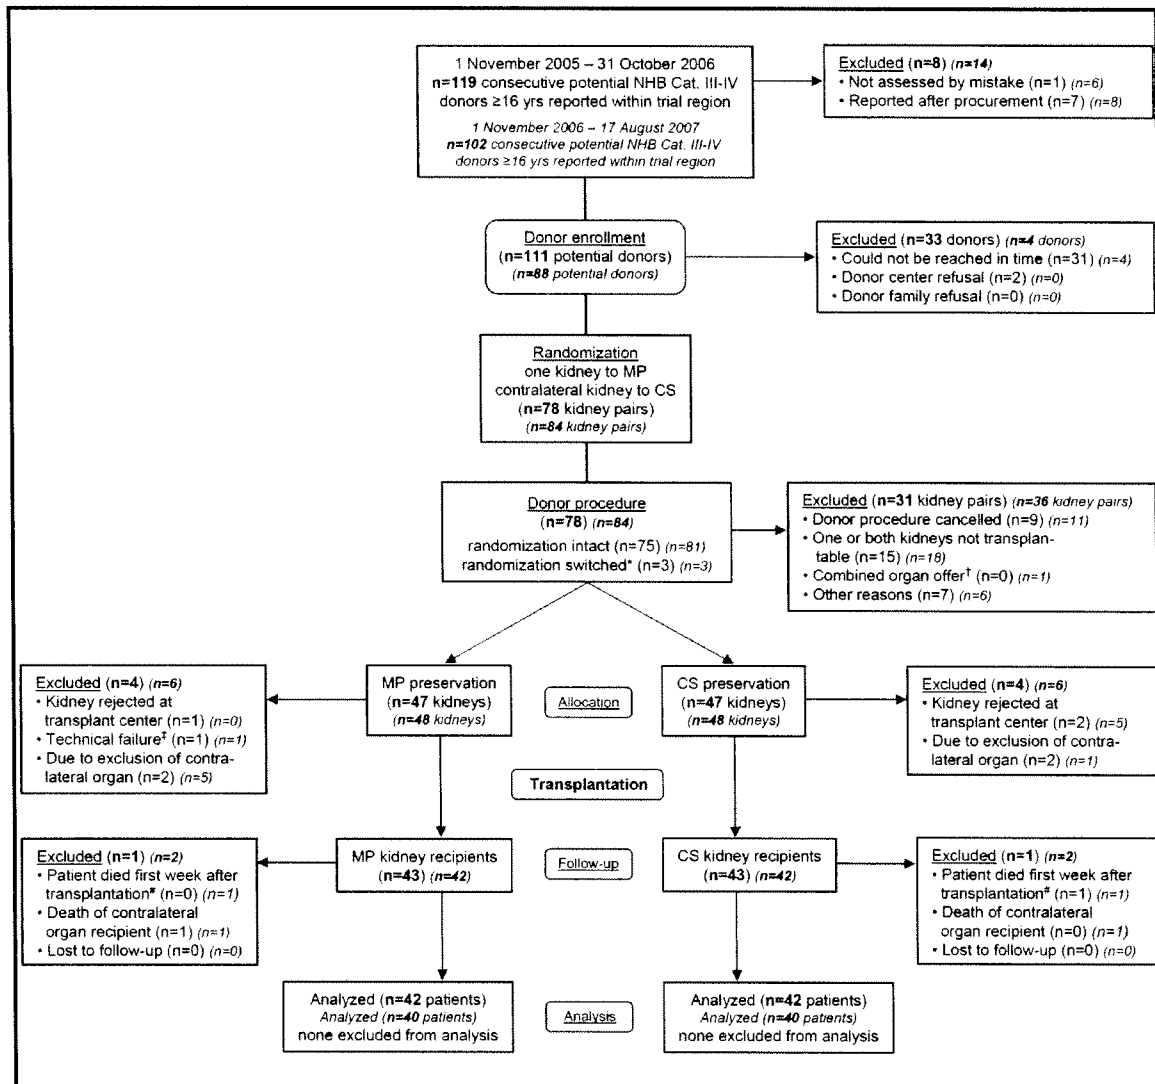 1 November 2005 – 31 October 2006
n=119 consecutive potential NHB Cat. III-IV
donors ≥16 yrs reported within trial region
1 November 2006 – 17 August 2007
n=102 consecutive potential NHB Cat. III-IV
donors ≥16 yrs reported within trial region
Excluded (n=8) (n=14)
• Not assessed by mistake (n=1) (n=6)
• Reported after procurement (n=7) (n=8)
Donor enrollment
(n=111 potential donors)
(n=88 potential donors)
Excluded (n=33 donors) (n=4 donors)
• Could not be reached in time (n=31) (n=4)
• Donor center refusal (n=2) (n=0)
• Donor family refusal (n=0) (n=0)
Randomization
one kidney to MP
contralateral kidney to CS
(n=78 kidney pairs)
(n=84 kidney pairs)
Donor procedure
(n=78) (n=84)
randomization intact (n=75) (n=81)
randomization switched* (n=3) (n=3)
Excluded (n=31 kidney pairs) (n=36 kidney pairs)
• Donor procedure cancelled (n=9) (n=11)
• One or both kidneys not transplan-
table (n=15) (n=18)
• Combined organ offer† (n=0) (n=1)
• Other reasons (n=7) (n=6)
Excluded (n=4) (n=6)
• Kidney rejected at
transplant center (n=1) (n=0)
• Technical failure‡ (n=1) (n=1)
• Due to exclusion of contra-
lateral organ (n=2) (n=5)
MP preservation
(n=47 kidneys)
(n=48 kidneys)
Allocation
CS preservation
(n=47 kidneys)
(n=48 kidneys)
Excluded (n=4) (n=6)
• Kidney rejected at
transplant center (n=2) (n=5)
• Due to exclusion of contra-
lateral organ (n=2) (n=1)
Transplantation
Excluded (n=1) (n=2)
• Patient died first week after
transplantation# (n=0) (n=1)
• Death of contralateral
organ recipient (n=1) (n=1)
• Lost to follow-up (n=0) (n=0)
MP kidney recipients
(n=43) (n=42)
Follow-up
CS kidney recipients
(n=43) (n=42)
Excluded (n=1) (n=2)
• Patient died first week after
transplantation# (n=1) (n=1)
• Death of contralateral
organ recipient (n=0) (n=1)
• Lost to follow-up (n=0) (n=0)
Analyzed (n=42 patients)
Analyzed (n=40 patients)
none excluded from analysis
Analysis
Analyzed (n=42 patients)
Analyzed (n=40 patients)
none excluded from analysis